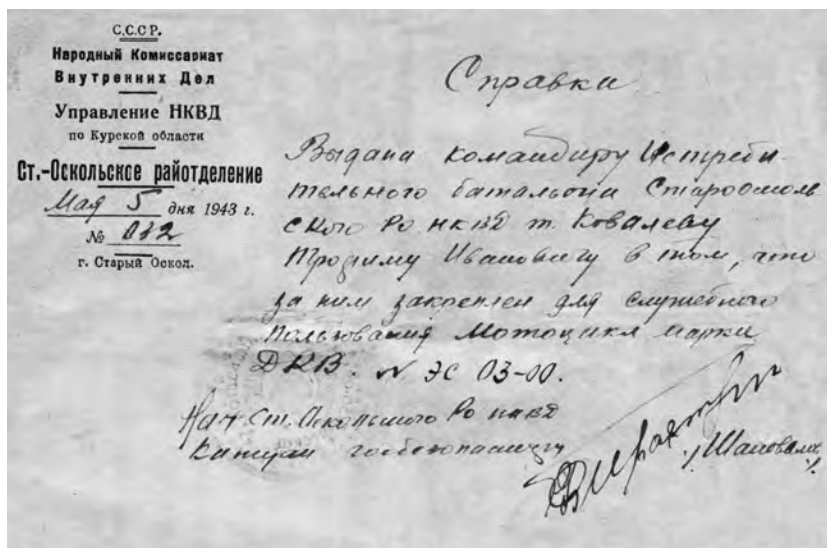 С.С.С Р.
Народный Комиссариат
Внутренних Дел
Управление НКВД
по Курской области
Ст.-Оскольское райотделение
Мая 5 дня 1943 г.
№ 032
г. Старый Оскол.
Справка
Выдана командиру Истреби-
тельного батальона Староосколь
ского Ро НКВД т. Ковалеву
Трофиму Ивановичу в том, что
за ним закреплен для служебного
пользования Мотоцикл марки
ДКВ. N ЭС 03-00.
Нач Ст. Оскольского Ро НКВД
Капитан госбезопасности
/Шаповалов/